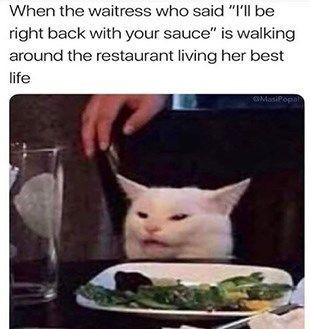 When the waitress who said "I'll be
right back with your sauce" is walking
around the restaurant living her best
life
@MasiPopal